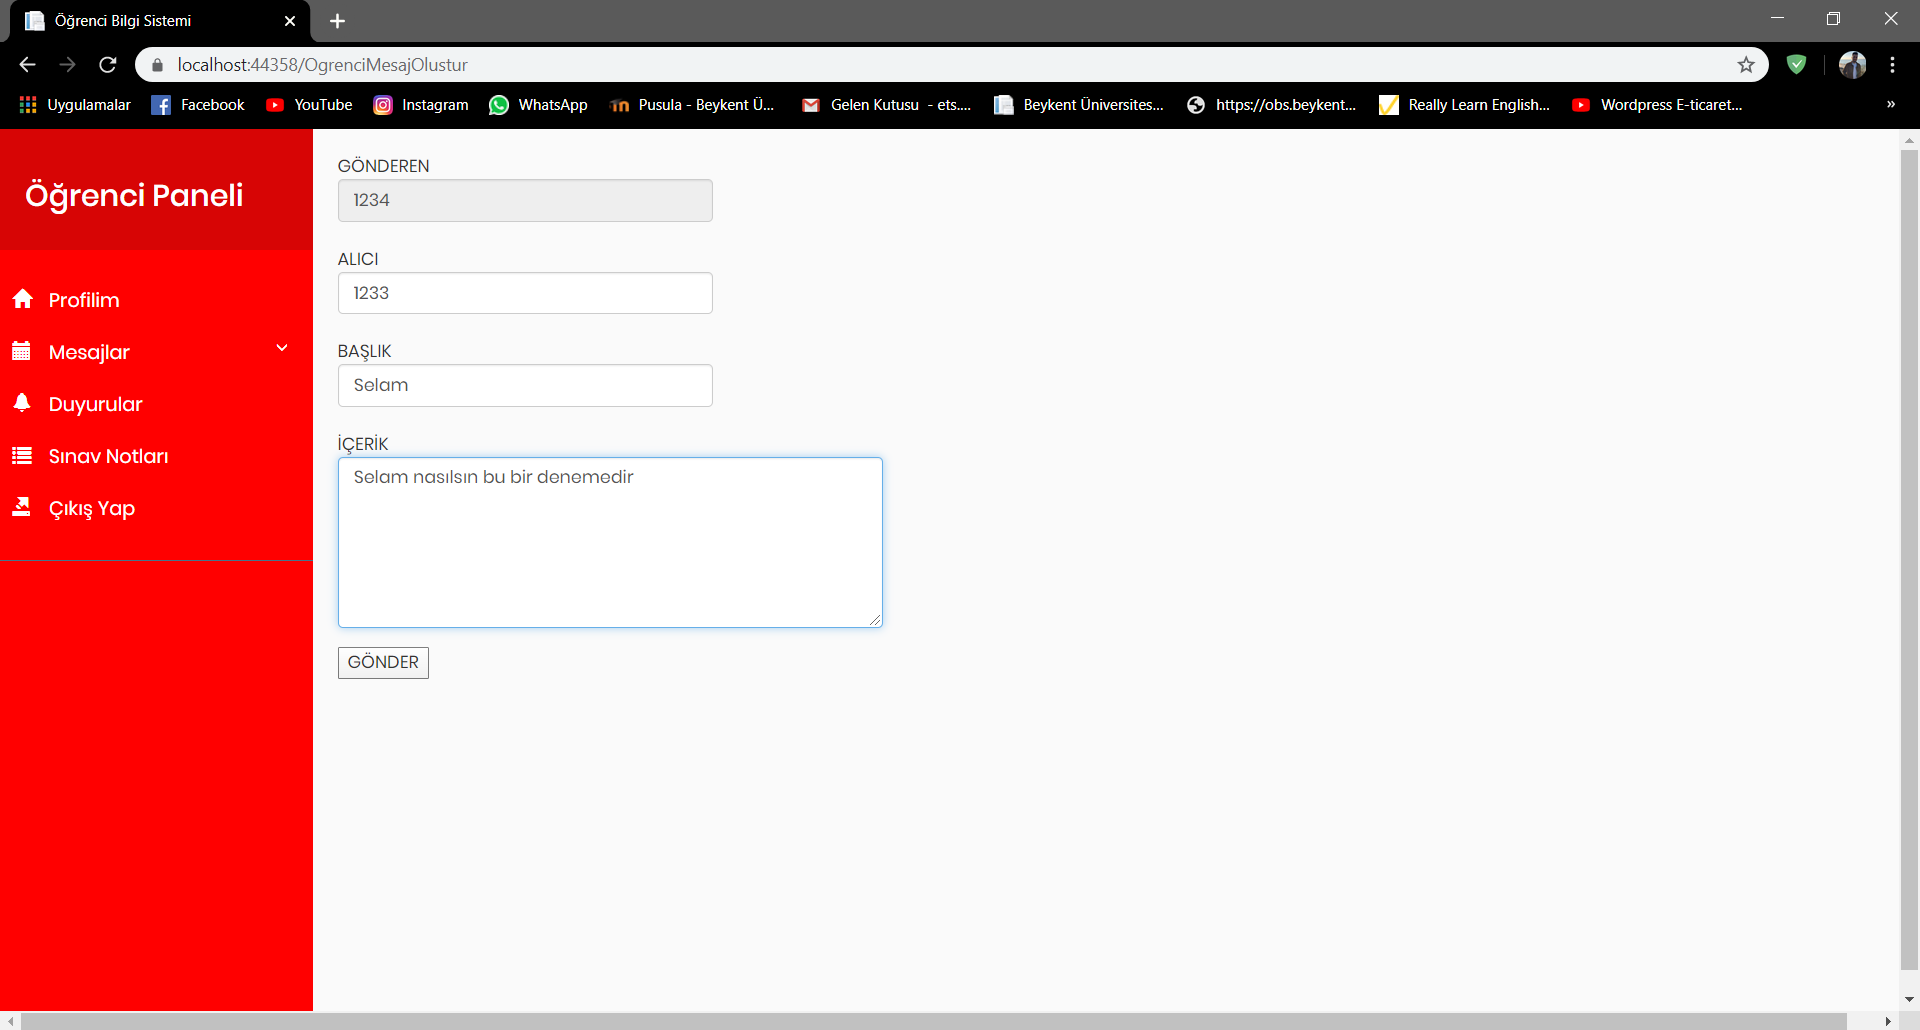 Öğrenci Bilgi Sistemi
localhost:44358/OgrenciMesajOlustur
Uygulamalar Facebook YouTube Instagram WhatsApp Pusula - Beykent Ü... Gelen Kutusu - ets.... Beykent Üniversites... https://obs.beykent... Really Learn English... Wordpress E-ticaret... »
Öğrenci Paneli
Profilim
Mesajlar
Duyurular
Sınav Notları
Çıkış Yap
GÖNDEREN
1234
ALICI
1233
BAŞLIK
Selam
İÇERİK
Selam nasılsın bu bir denemedir
GÖNDER